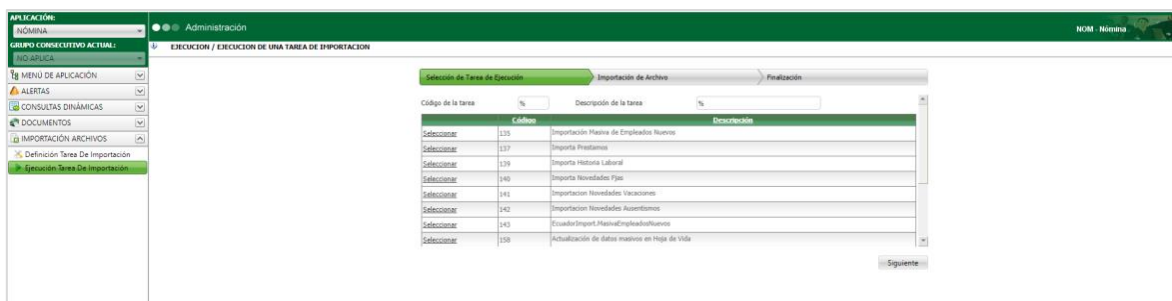 APLICACIÓN:
NÓMINA
Administración
NOM - Nómina
GRUPO CONSECUTIVO ACTUAL:
NO APLICA
EJECUCION / EJECUCION DE UNA TAREA DE IMPORTACION
MENÚ DE APLICACIÓN
ALERTAS
CONSULTAS DINÁMICAS
DOCUMENTOS
IMPORTACIÓN ARCHIVOS
Definición Tarea De Importación
Ejecución Tarea De Importación
Selección de Tarea de Ejecución
Importación de Archivo
Finalización
Código de la tarea %
Descripción de la tarea %
Código Descripción
Seleccionar 135 Importación Masiva de Empleados Nuevos
Seleccionar 137 Importa Prestamos
Seleccionar 139 Importa Historia Laboral
Seleccionar 140 Importa Novedades Fjas
Seleccionar 141 Importacion Novedades Vacaciones
Seleccionar 142 Importacion Novedades Ausentismos
Seleccionar 143 EcuadorImport.MasivaEmpleadosNuevos
Seleccionar 158 Actualización de datos masivos en Hoja de Vida
Siguiente